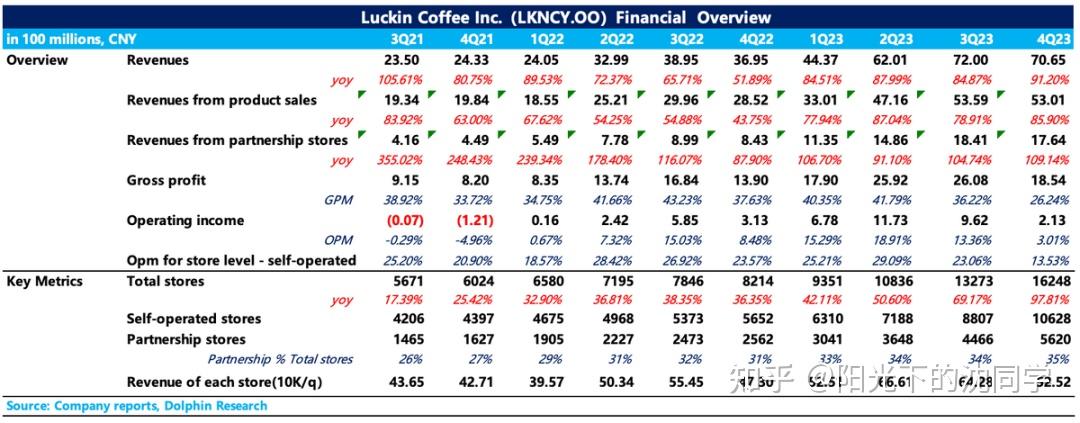 Luckin Coffee Inc. (LKNCY.OO) Financial Overview
in 100 millions, CNY 3Q21 4Q21 1Q22 2Q22 3Q22 4Q22 1Q23 2Q23 3Q23 4Q23
Overview Revenues 23.50 24.33 24.05 32.99 38.95 36.95 44.37 62.01 72.00 70.65
yoy 105.61% 80.75% 89.53% 72.37% 65.71% 51.89% 84.51% 87.99% 84.87% 91.20%
Revenues from product sales 19.34 19.84 18.55 25.21 29.96 28.52 33.01 47.16 53.59 53.01
yoy 83.92% 63.00% 67.62% 54.25% 54.88% 43.75% 77.94% 87.04% 78.91% 85.90%
Revenues from partnership stores 4.16 4.49 5.49 7.78 8.99 8.43 11.35 14.86 18.41 17.64
yoy 355.02% 248.43% 239.34% 178.40% 116.07% 87.90% 106.70% 91.10% 104.74% 109.14%
Gross profit 9.15 8.20 8.35 13.74 16.84 13.90 17.90 25.92 26.08 18.54
GPM 38.92% 33.72% 34.75% 41.66% 43.23% 37.63% 40.35% 41.79% 36.22% 26.24%
Operating income (0.07) (1.21) 0.16 2.42 5.85 3.13 6.78 11.73 9.62 2.13
OPM -0.29% -4.96% 0.67% 7.32% 15.03% 8.48% 15.29% 18.91% 13.36% 3.01%
Opm for store level - self-operated 25.20% 20.90% 18.57% 28.42% 26.92% 23.57% 25.21% 29.09% 23.06% 13.53%
Key Metrics Total stores 5671 6024 6580 7195 7846 8214 9351 10836 13273 16248
yoy 17.39% 25.42% 32.90% 36.81% 38.35% 36.35% 42.11% 50.60% 69.17% 97.81%
Self-operated stores 4206 4397 4675 4968 5373 5652 6310 7188 8807 10628
Partnership stores 1465 1627 1905 2227 2473 2562 3041 3648 4466 5620
Partnership % Total stores 26% 27% 29% 31% 32% 31% 33% 34% 34% 35%
Revenue of each store(10K/q) 43.65 42.71 39.57 50.34 55.45 66.61 64.28 52.52
知乎 @阳光下的沈同学
Source: Company reports, Dolphin Research